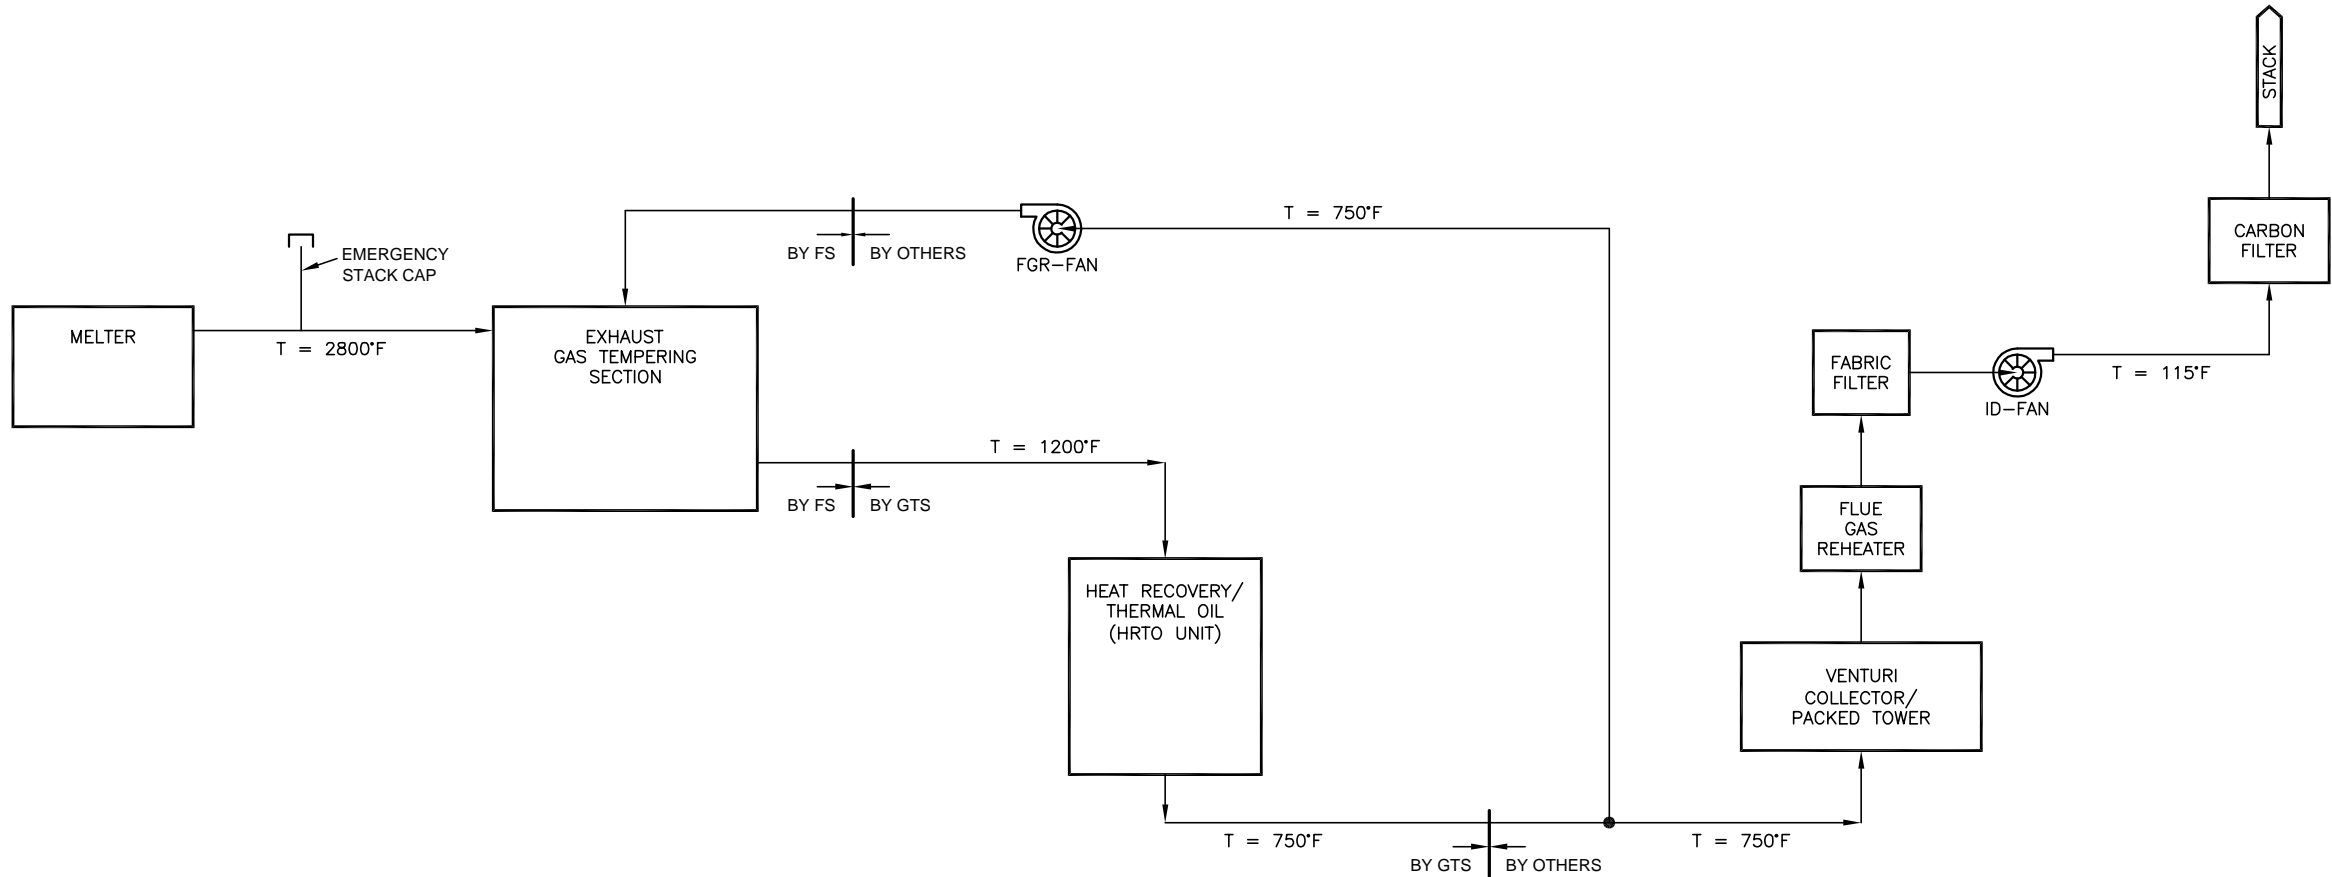 STACK
T = 750°F
CARBON
FILTER
BY FS
BY OTHERS
FGR-FAN
EMERGENCY
STACK CAP
MELTER
T = 2800°F
EXHAUST
GAS TEMPERING
SECTION
FABRIC
FILTER
ID-FAN
T = 115°F
T = 1200°F
BY FS
BY GTS
FLUE
GAS
REHEATER
HEAT RECOVERY/
THERMAL OIL
(HRTO UNIT)
VENTURI
COLLECTOR/
PACKED TOWER
T = 750°F
T = 750°F
BY GTS
BY OTHERS